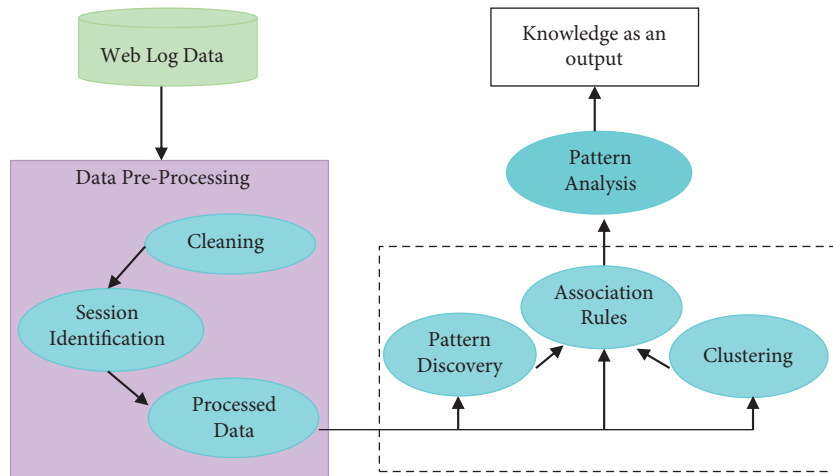 Web Log Data
Data Pre-Processing
Cleaning
Session
Identification
Processed
Data
Knowledge as an
output
Pattern
Analysis
Association
Rules
Pattern
Discovery
Clustering